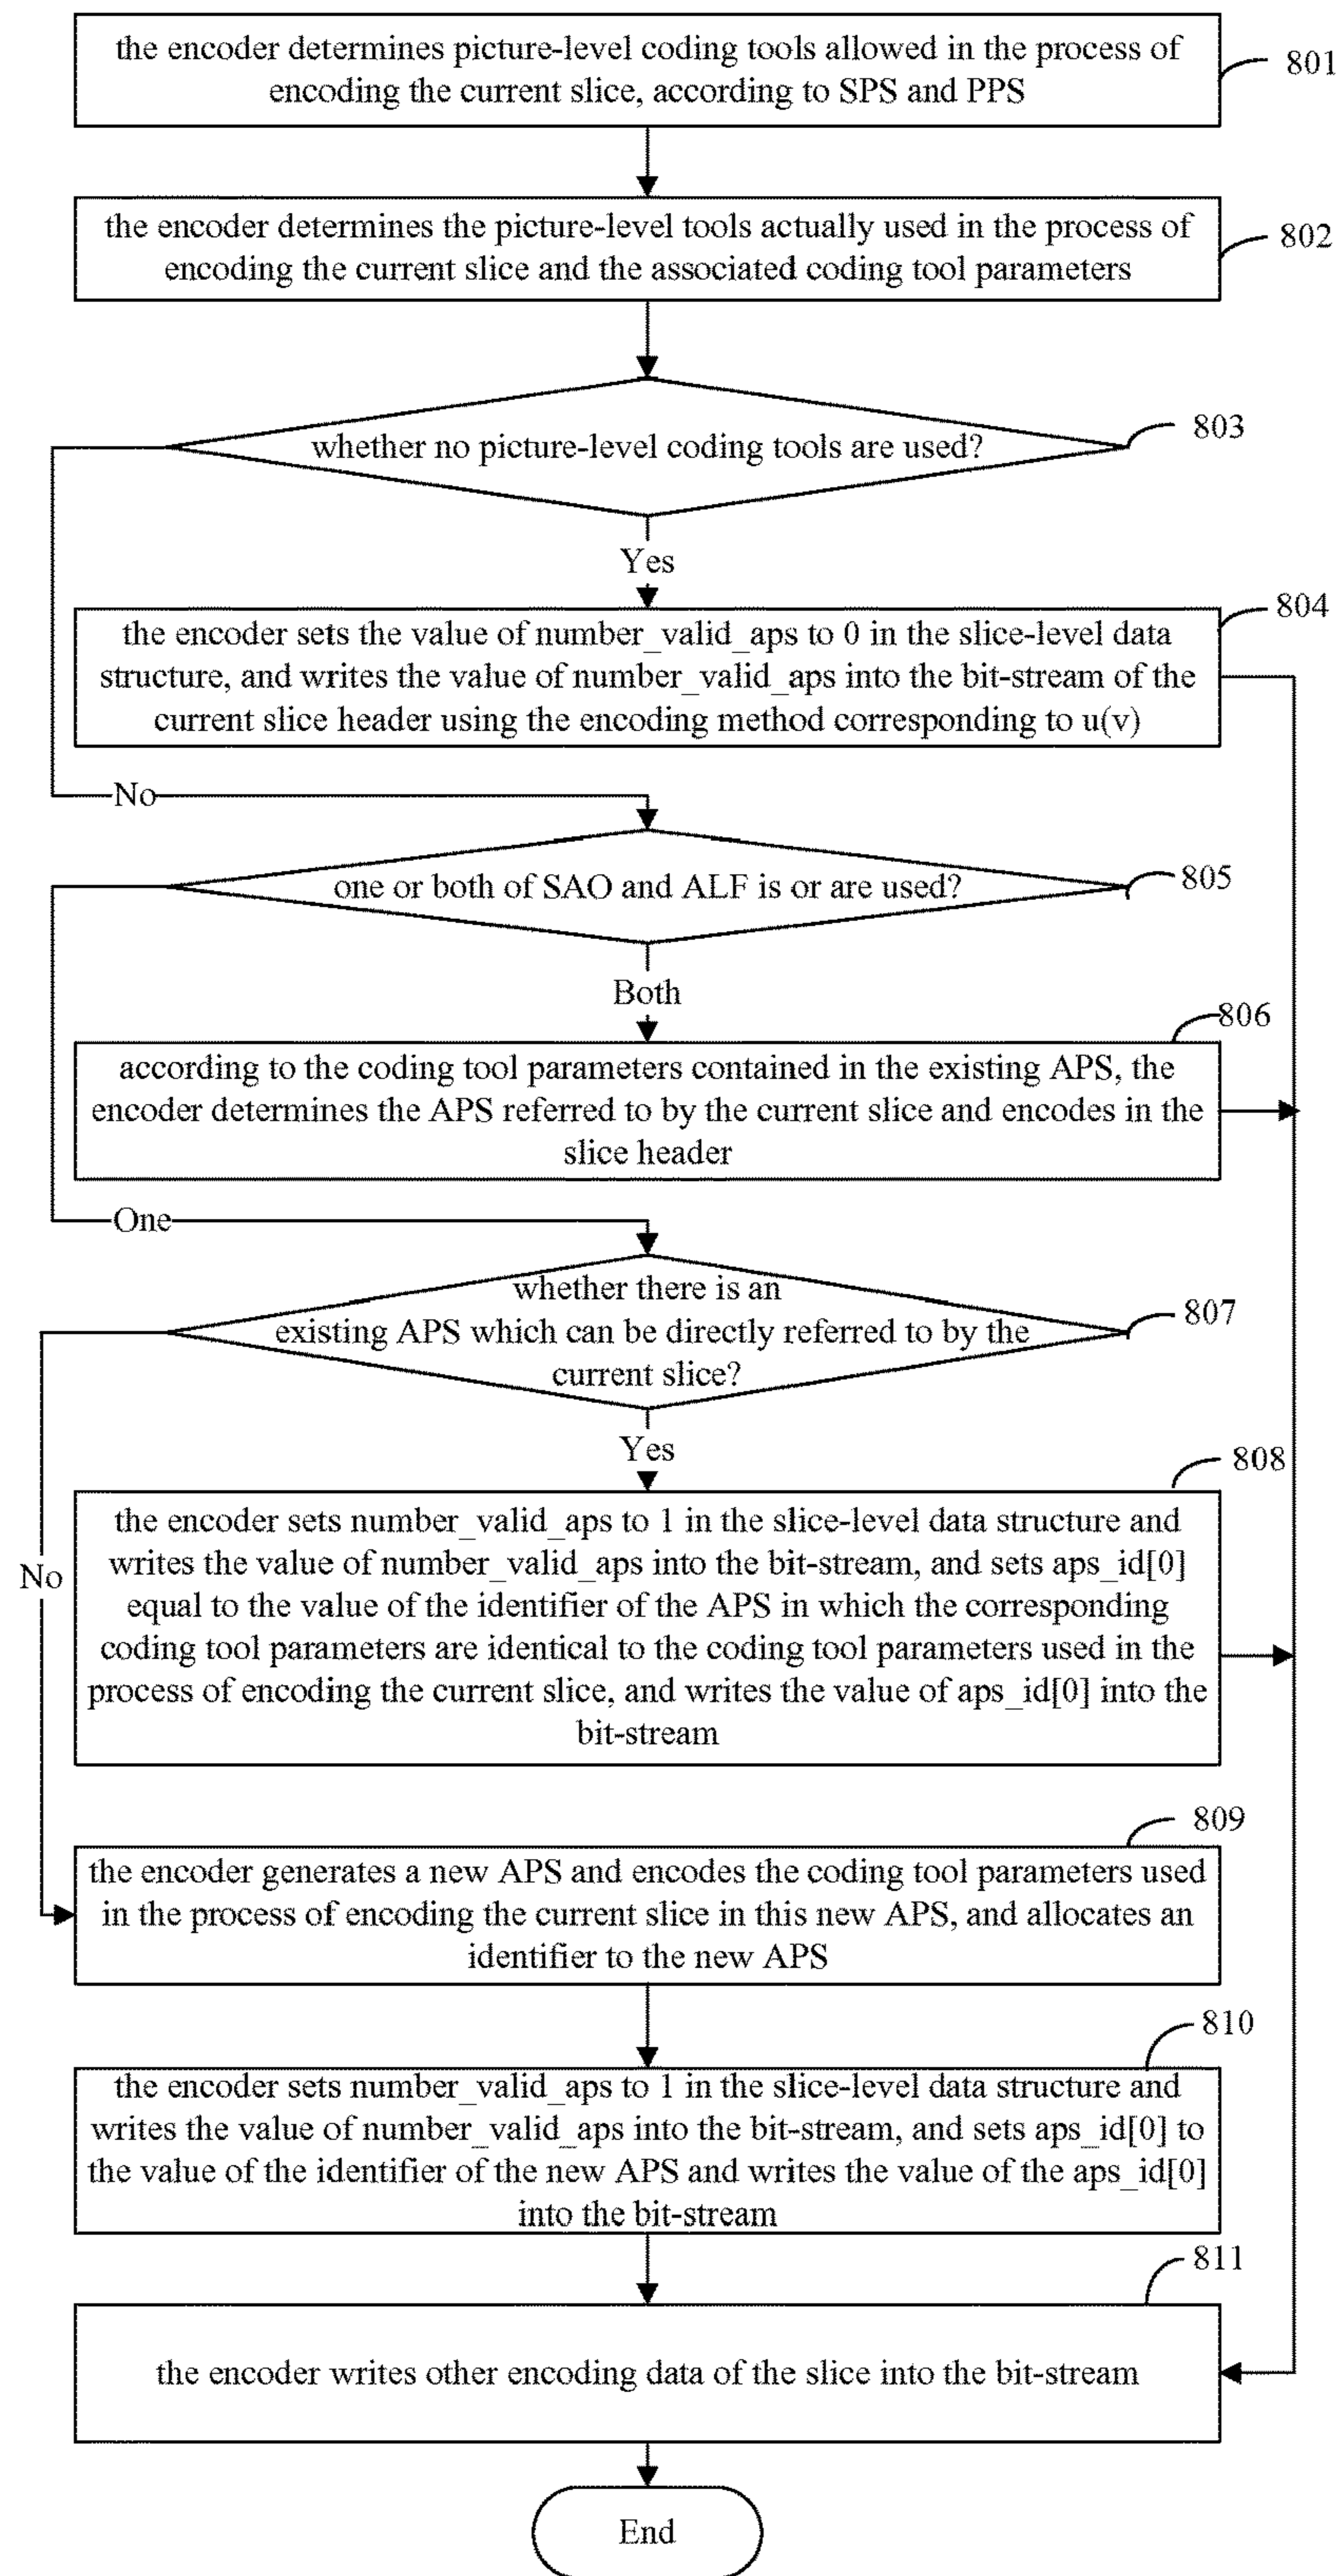 the encoder determines picture-level coding tools allowed in the process of
encoding the current slice, according to SPS and PPS
801
the encoder determines the picture-level tools actually used in the process of
encoding the current slice and the associated coding tool parameters
802
whether no picture-level coding tools are used?
803
Yes
the encoder sets the value of number_valid_aps to 0 in the slice-level data
structure, and writes the value of number_valid_aps into the bit-stream of the
current slice header using the encoding method corresponding to u(v)
804
No
one or both of SAO and ALF is or are used?
805
Both
according to the coding tool parameters contained in the existing APS, the
encoder determines the APS referred to by the current slice and encodes in the
slice header
806
One
whether there is an
existing APS which can be directly referred to by the
current slice?
807
Yes
No
the encoder sets number_valid_aps to 1 in the slice-level data structure and
writes the value of number_valid_aps into the bit-stream, and sets aps_id[0]
equal to the value of the identifier of the APS in which the corresponding
coding tool parameters are identical to the coding tool parameters used in the
process of encoding the current slice, and writes the value of aps_id[0] into the
bit-stream
808
the encoder generates a new APS and encodes the coding tool parameters used
in the process of encoding the current slice in this new APS, and allocates an
identifier to the new APS
809
the encoder sets number_valid_aps to 1 in the slice-level data structure and
writes the value of number_valid_aps into the bit-stream, and sets aps_id[0] to
the value of the identifier of the new APS and writes the value of the aps_id[0]
into the bit-stream
810
the encoder writes other encoding data of the slice into the bit-stream
811
End